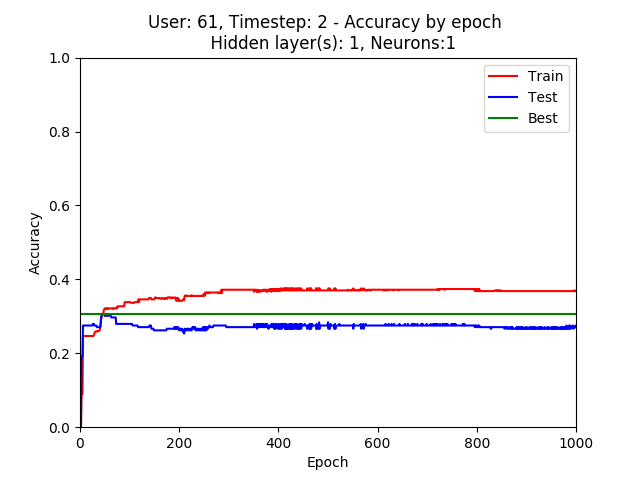 User: 61, Timestep: 2 - Accuracy by epoch
Hidden layer(s): 1, Neurons:1
Train
Test
Best
Accuracy
1.0
0.8
0.6
0.4
0.2
0.0
0 200 400 600 800 1000
Epoch